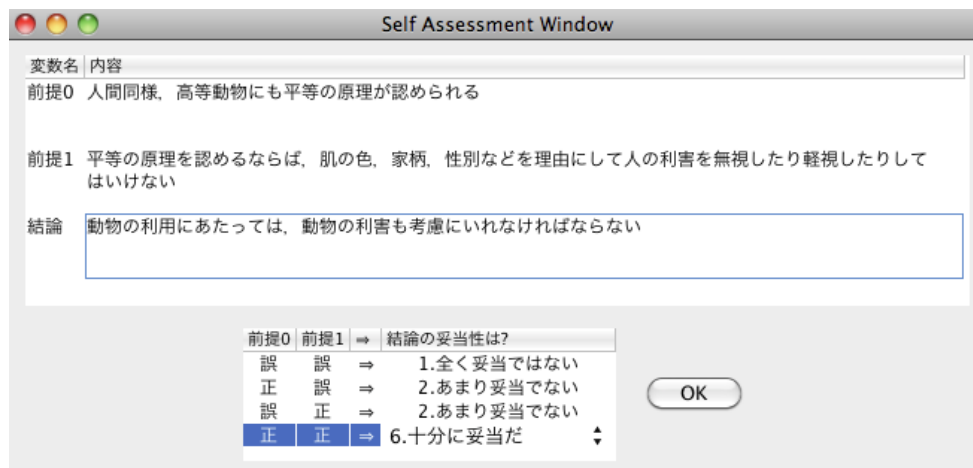 Self Assessment Window
変数名 内容
前提0 人間同様，高等動物にも平等の原理が認められる
前提1 平等の原理を認めるならば，肌の色，家柄，性別などを理由にして人の利害を無視したり軽視したりして
はいけない
結論 動物の利用にあたっては，動物の利害も考慮にいれなければならない
前提0 前提1 ⇒ 結論の妥当性は?
誤 誤 ⇒ 1.全く妥当ではない
正 誤 ⇒ 2.あまり妥当でない
誤 正 ⇒ 2.あまり妥当でない
正 正 ⇒ 6.十分に妥当だ
OK